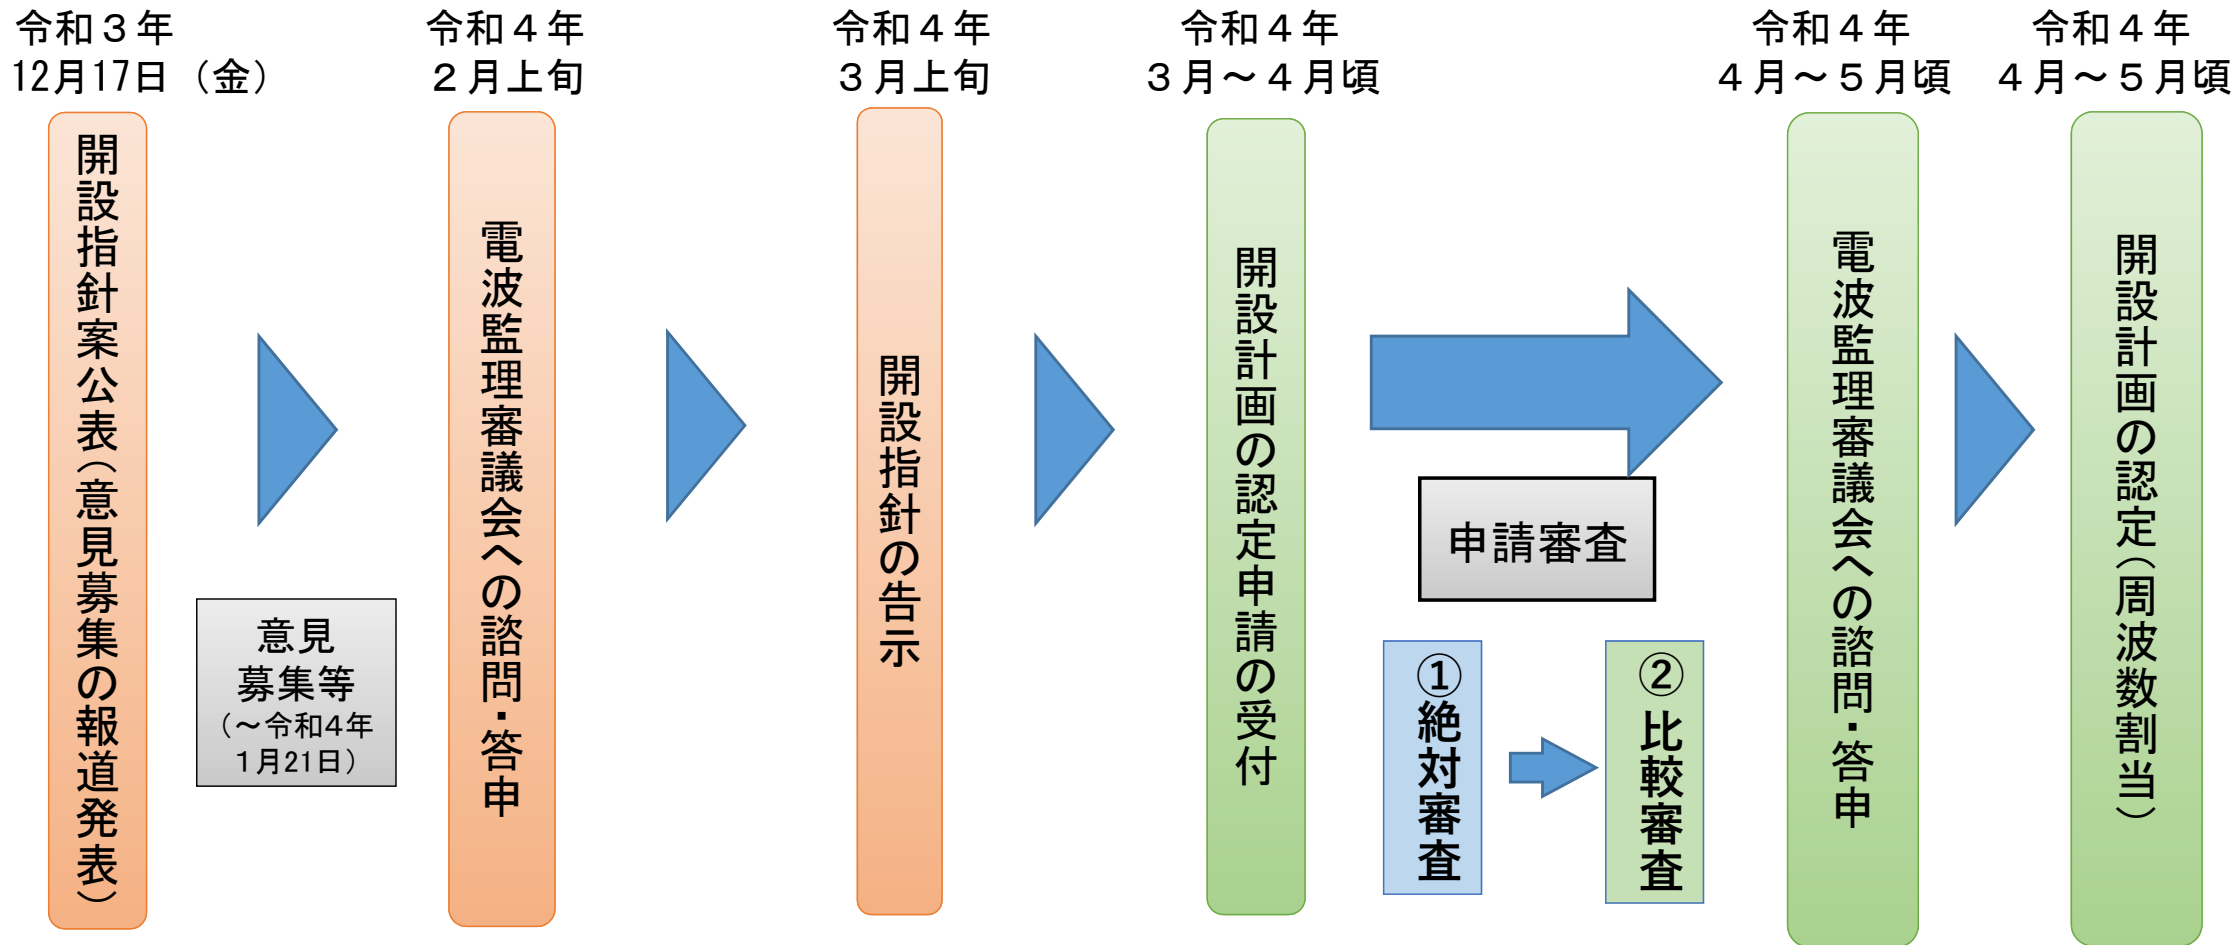 令和３年
12月17日（金）
令和４年
２月上旬
令和４年
３月上旬
令和４年
３月～４月頃
令和４年
４月～５月頃
令和４年
４月～５月頃
開設指針案公表（意見募集の報道発表）
意見
募集等
（～令和4年
１月21日）
電波監理審議会への諮問・答申
開設指針の告示
開設計画の認定申請の受付
申請審査
①絶対審査
②比較審査
電波監理審議会への諮問・答申
開設計画の認定（周波数割当）